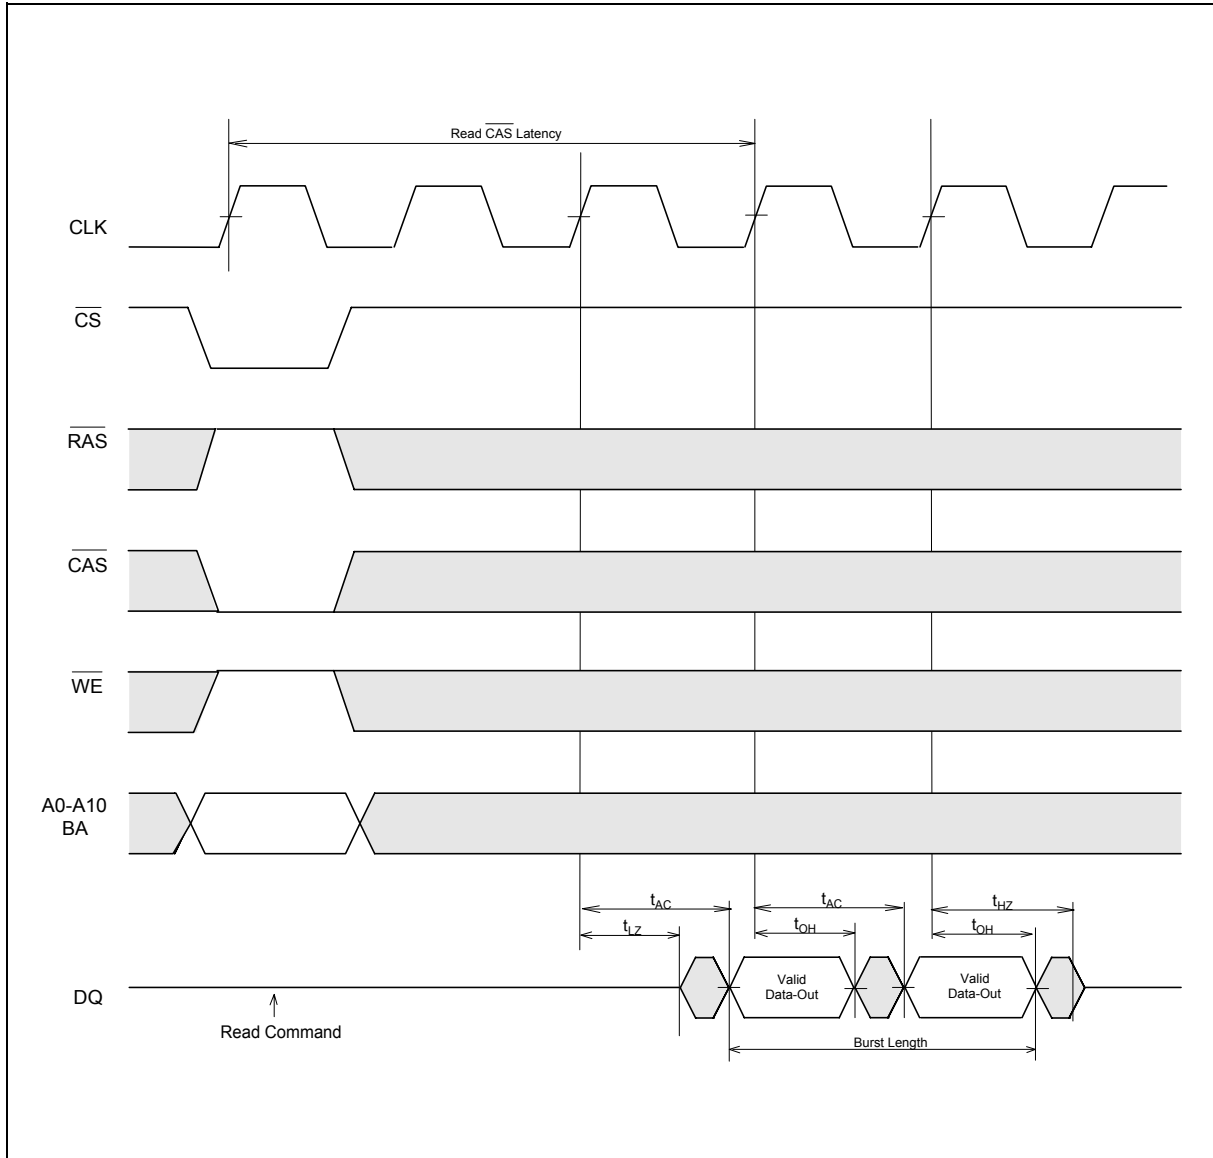 Read CAS Latency
CLK
CS
RAS
CAS
WE
A0-A10
BA
tAC
tAC
tHZ
tLZ
tOH
tOH
DQ
Valid
Data-Out
Valid
Data-Out
Read Command
Burst Length